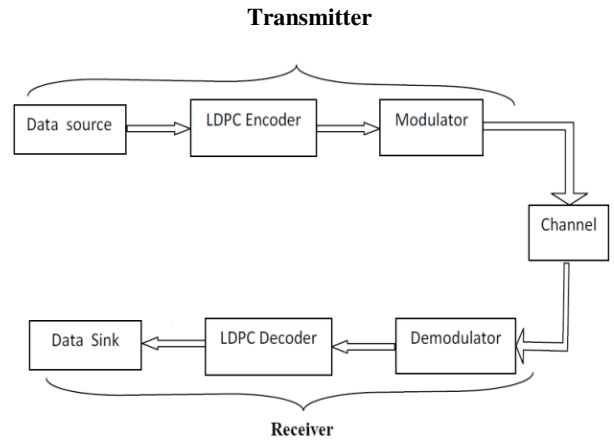 Transmitter
Data source
LDPC Encoder
Modulator
Channel
Data Sink
LDPC Decoder
Demodulator
Receiver